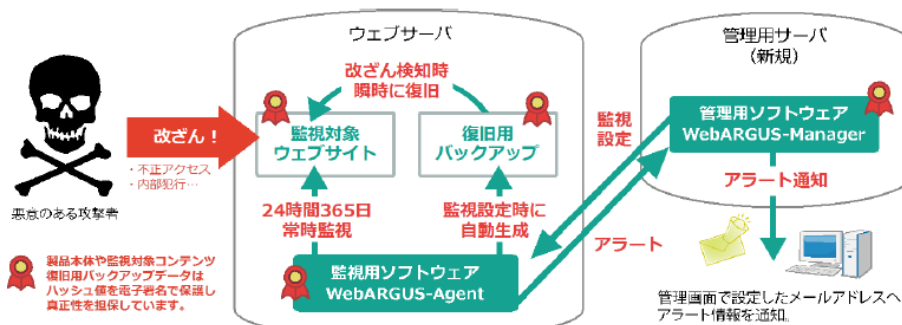 ウェブサーバ
管理用サーバ
（新規）
改ざん検知時
瞬時に復旧
改ざん！
・不正アクセス
・内部犯行…
悪意のある攻撃者
監視対象
ウェブサイト
復旧用
バックアップ
監視
設定
管理用ソフトウェア
WebARGUS-Manager
24時間365日
常時監視
監視設定時に
自動生成
アラート
アラート通知
監視用ソフトウェア
WebARGUS-Agent
製品本体や監視対象コンテンツ
復旧用バックアップデータは
ハッシュ値を電子署名で保護し
真正性を担保しています。
管理画面で設定したメールアドレスへ
アラート情報を通知。